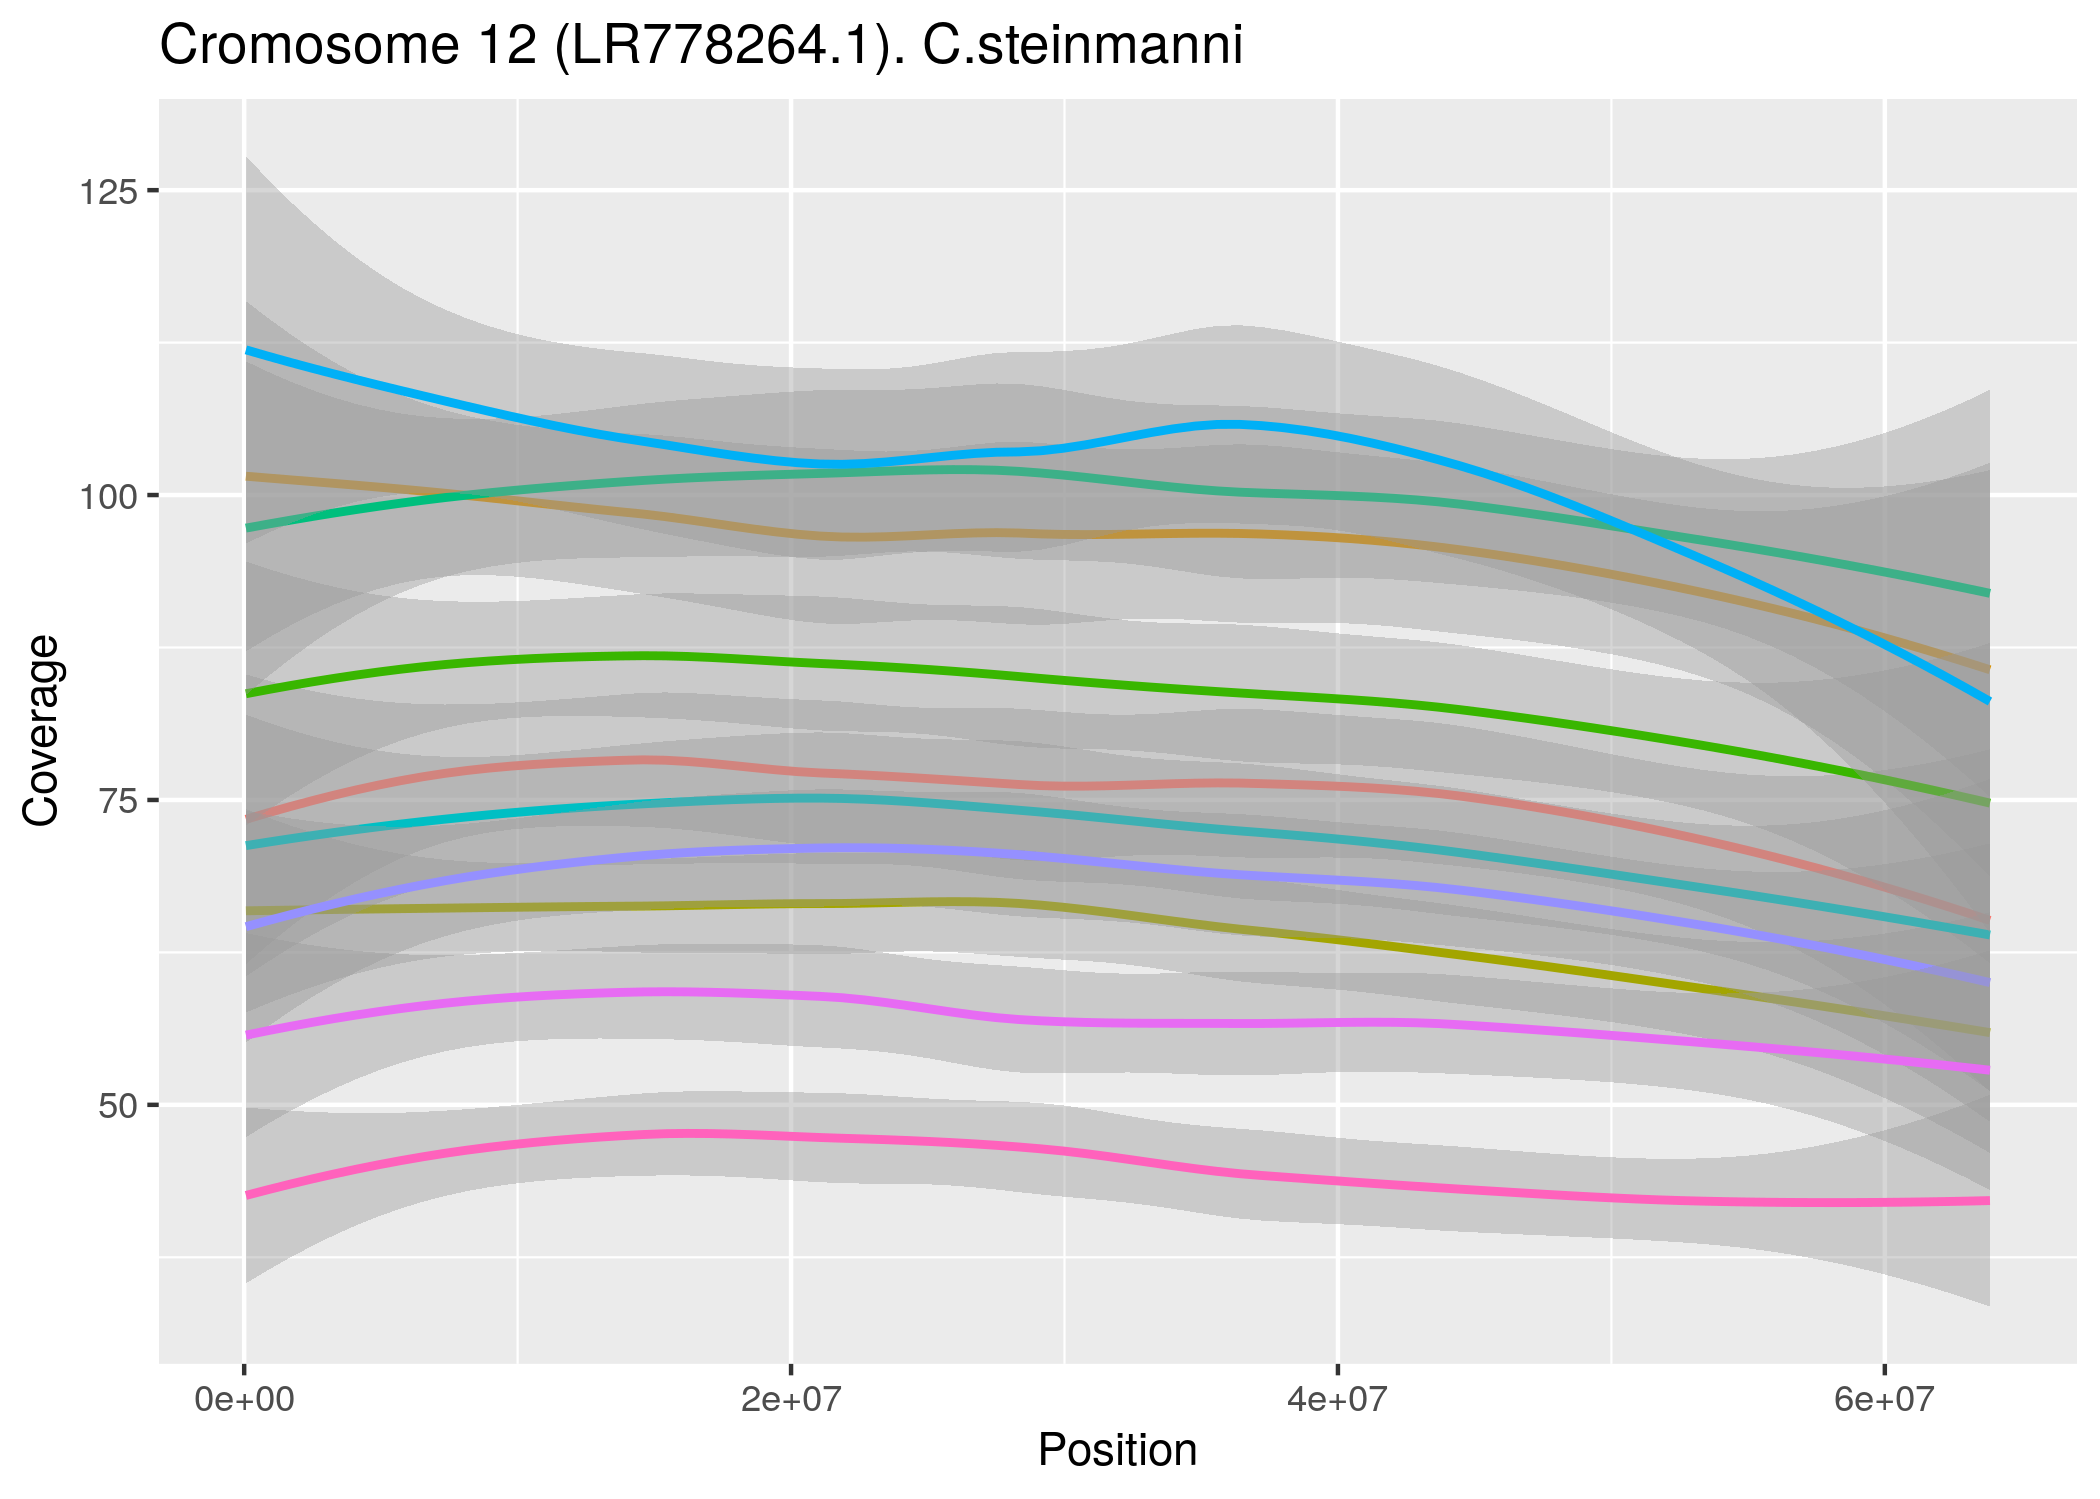 Cromosome 12 (LR778264.1). C.steinmanni
125
100
75
50
Coverage
0e+00 2e+07 4e+07 6e+07
Position